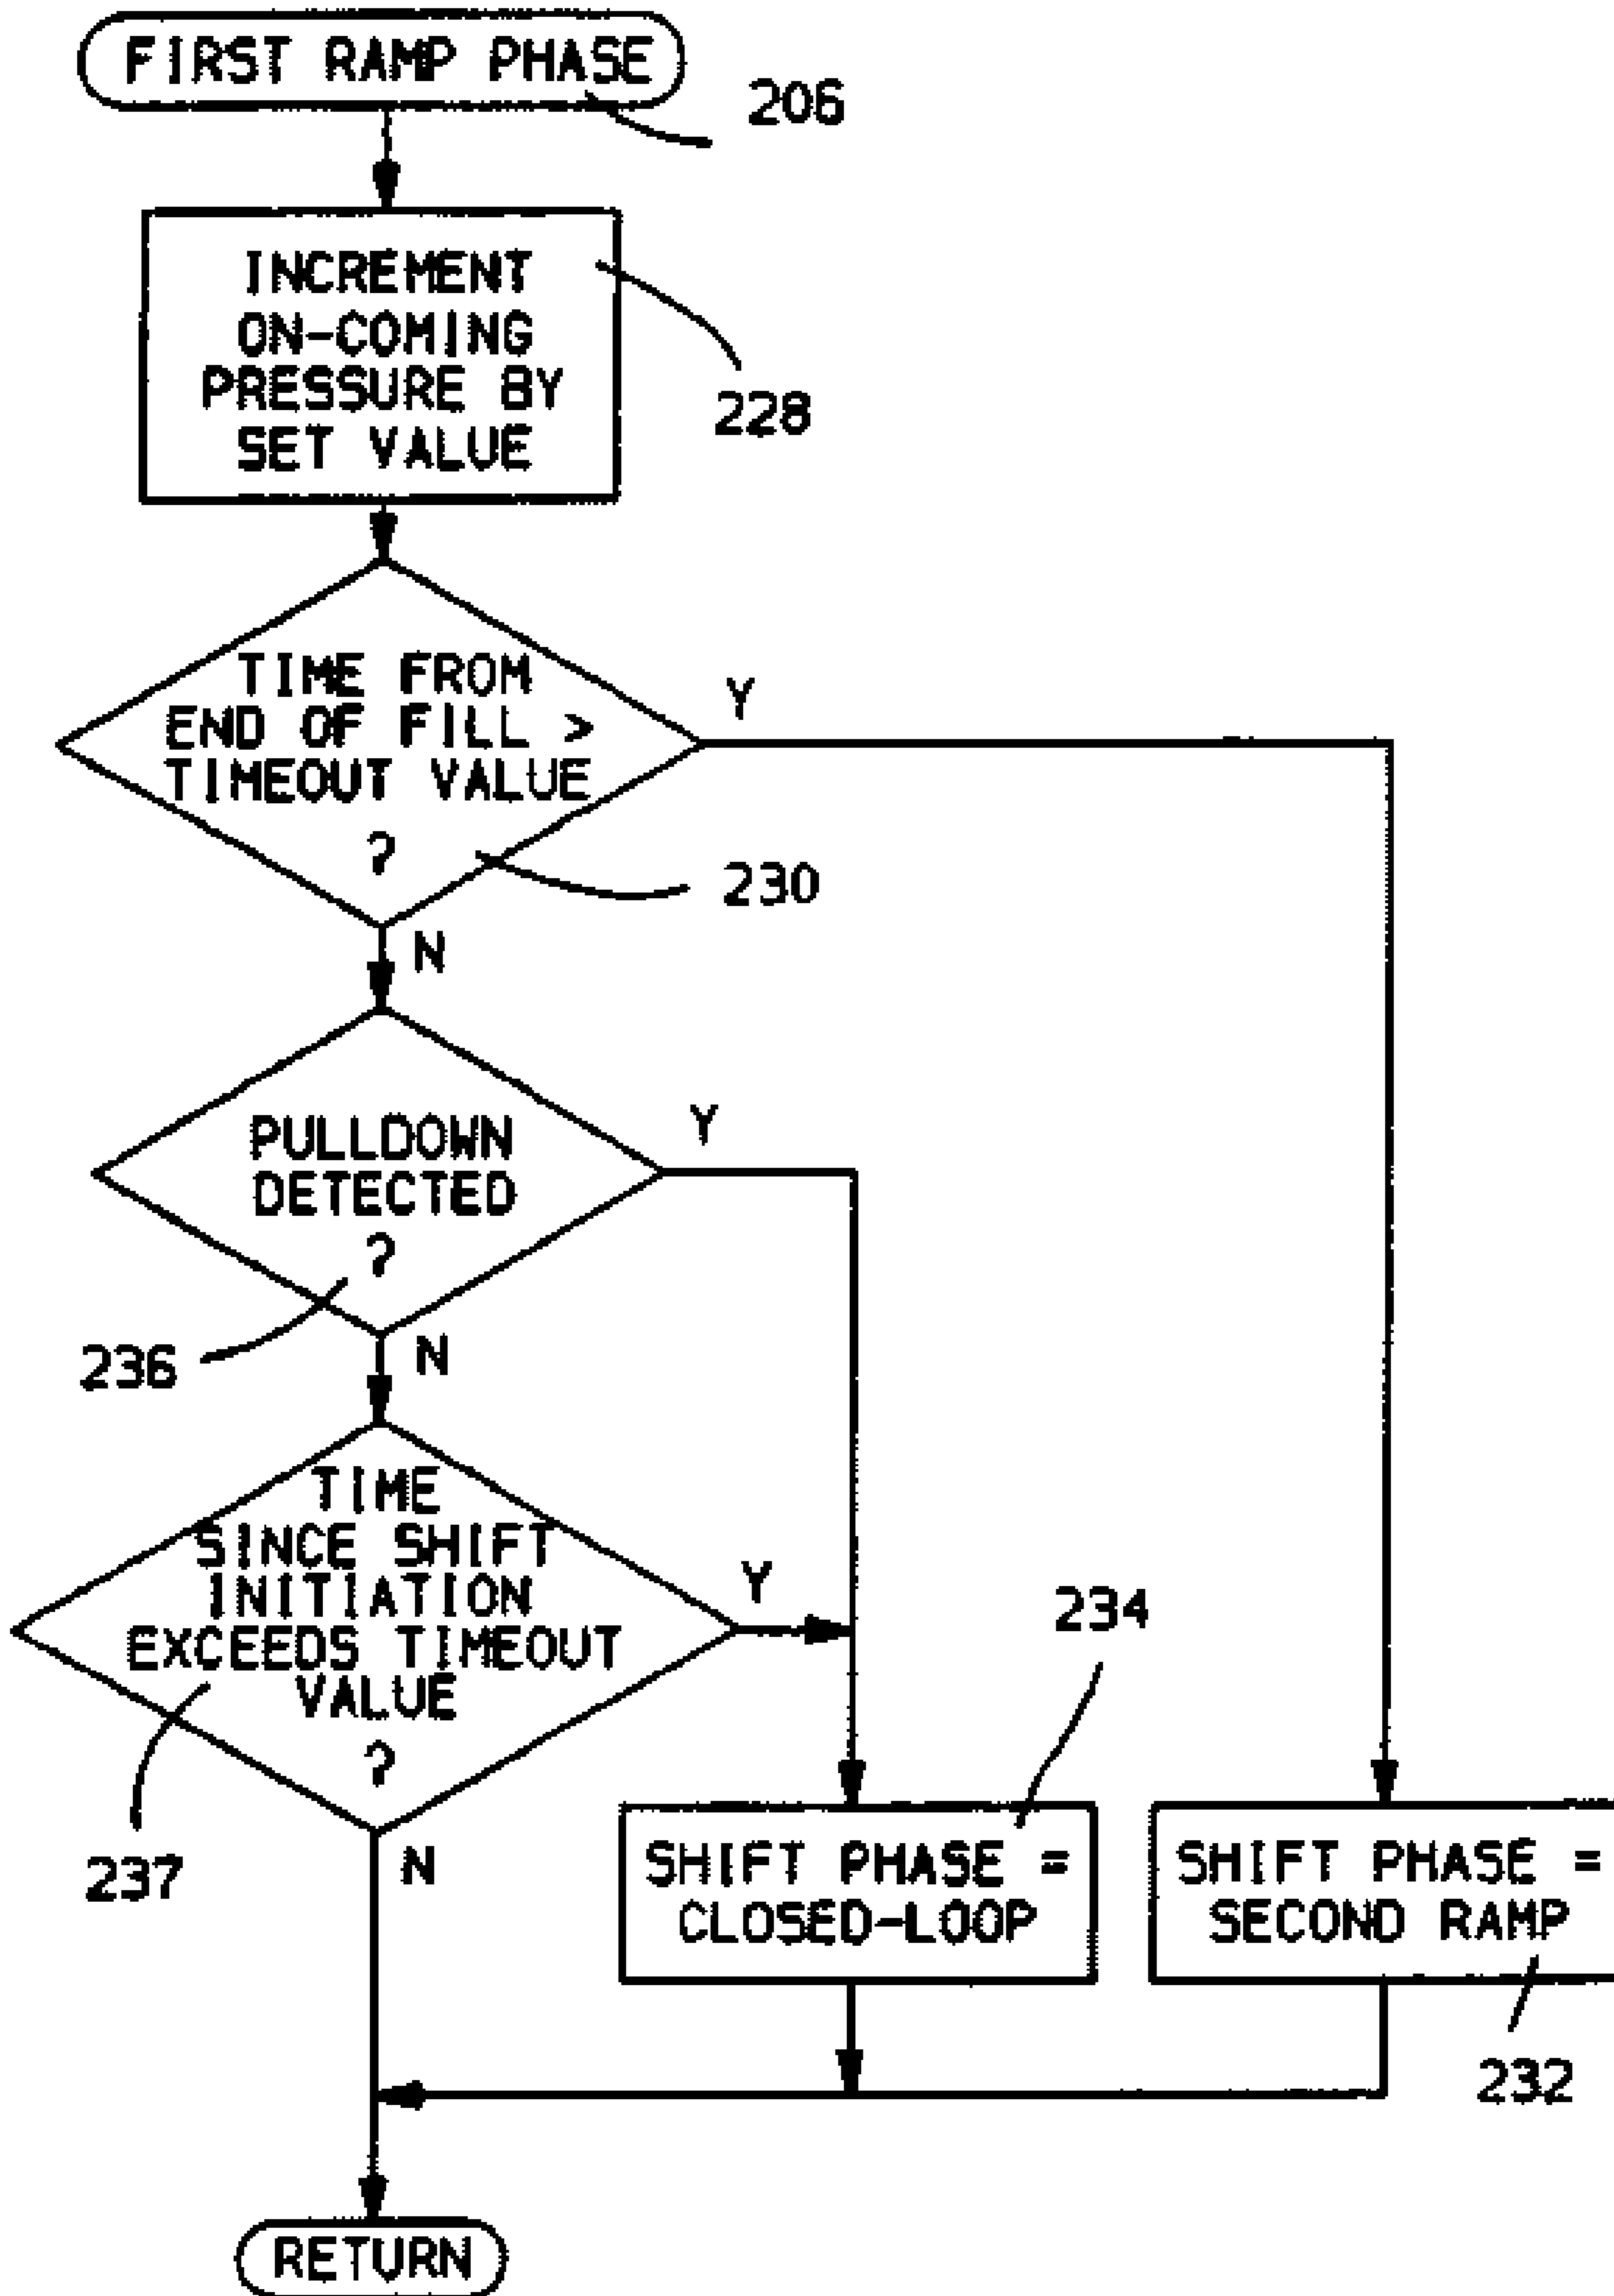 FIRST RAMP PHASE
206
INCREMENT
ON-COMING
PRESSURE BY
SET VALUE
228
TIME FROM
END OF FILL >
TIMEOUT VALUE
?
Y
230
N
PULLDOWN
DETECTED
?
Y
236
N
TIME
SINCE SHIFT
INITIATION
EXCEEDS TIMEOUT
VALUE
?
Y
237
N
234
SHIFT PHASE =
CLOSED-LOOP
SHIFT PHASE =
SECOND RAMP
232
RETURN